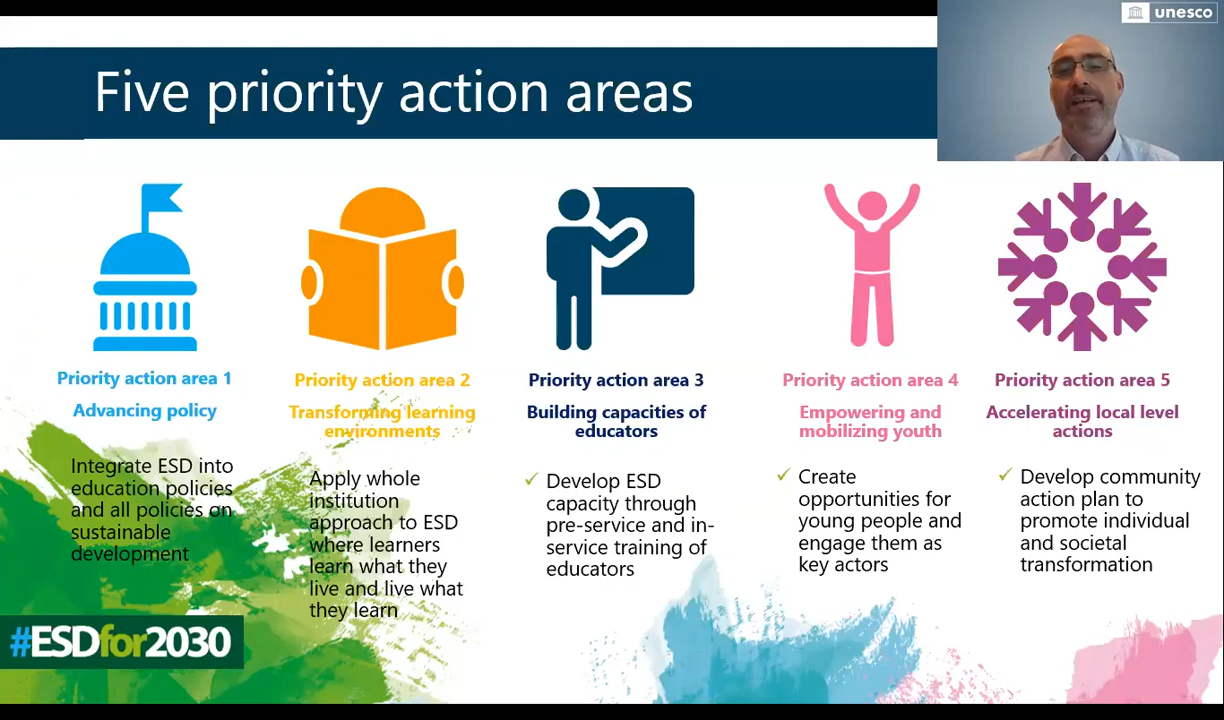 unesco
Five priority action areas
Priority action area 1
Advancing policy
Integrate ESD into
education policies
and all policies on
sustainable
development
Priority action area 2
Transforming learning
environments
Apply whole
institution
approach to ESD
where learners
learn what they
live and live what
they learn
Priority action area 3
Building capacities of
educators
✓ Develop ESD
capacity through
pre-service and in-
service training of
educators
Priority action area 4
Empowering and
mobilizing youth
✓ Create
opportunities for
young people and
engage them as
key actors
Priority action area 5
Accelerating local level
actions
✓ Develop community
action plan to
promote individual
and societal
transformation
#ESDfor2030